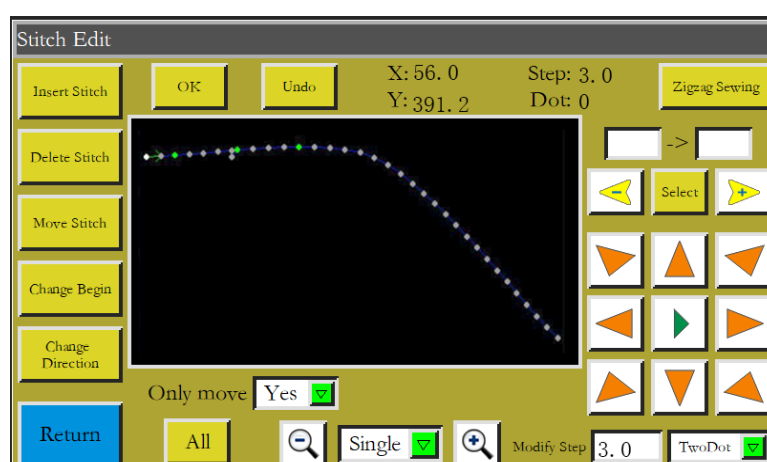 Stitch Edit
Insert Stitch
OK
Undo
X: 56. 0
Step: 3. 0
Zigzag Sewing
Y: 391. 2
Dot: 0
Delete Stitch
->
-
Select
+
Move Stitch
Change Begin
Change
Direction
Only move
Yes
Return
All
Single
Modify Step
3. 0
TwoDot